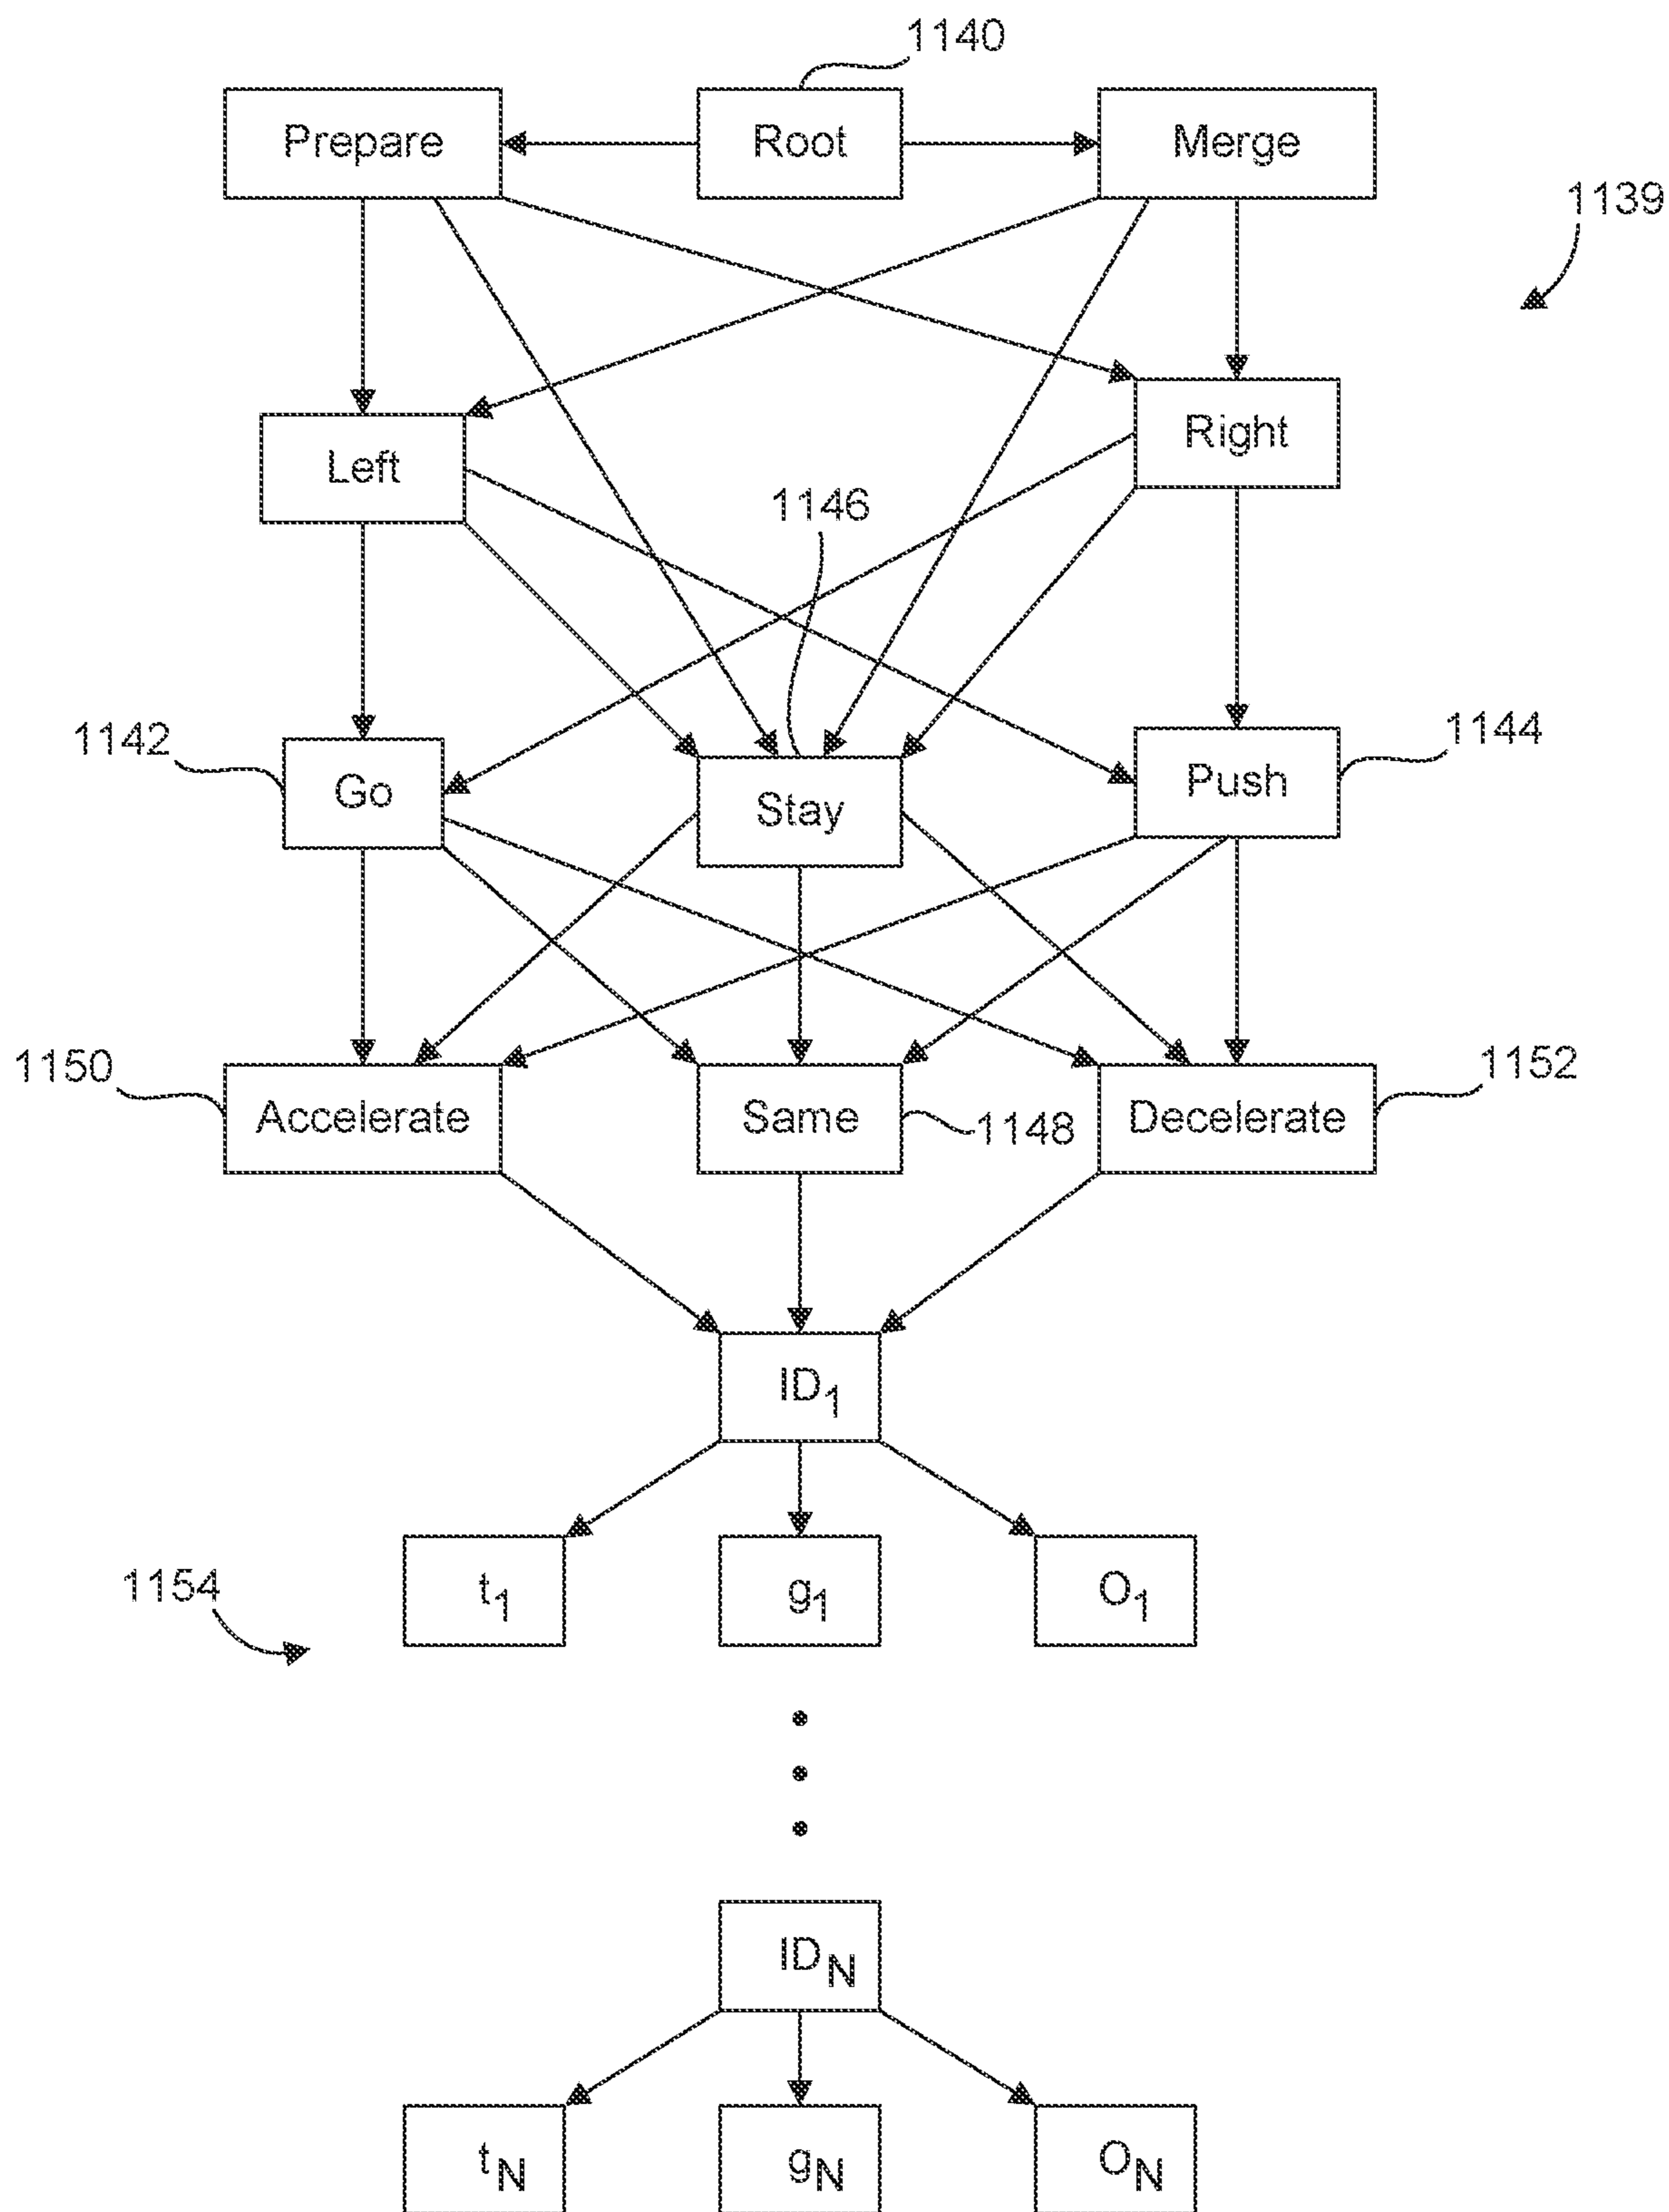 1140
Prepare
Root
Merge
1139
Left
Right
1146
1142
Go
Stay
Push
1144
1150
Accelerate
Same
1148
Decelerate
1152
ID1
1154
t1
g1
O1
IDN
tN
gN
ON